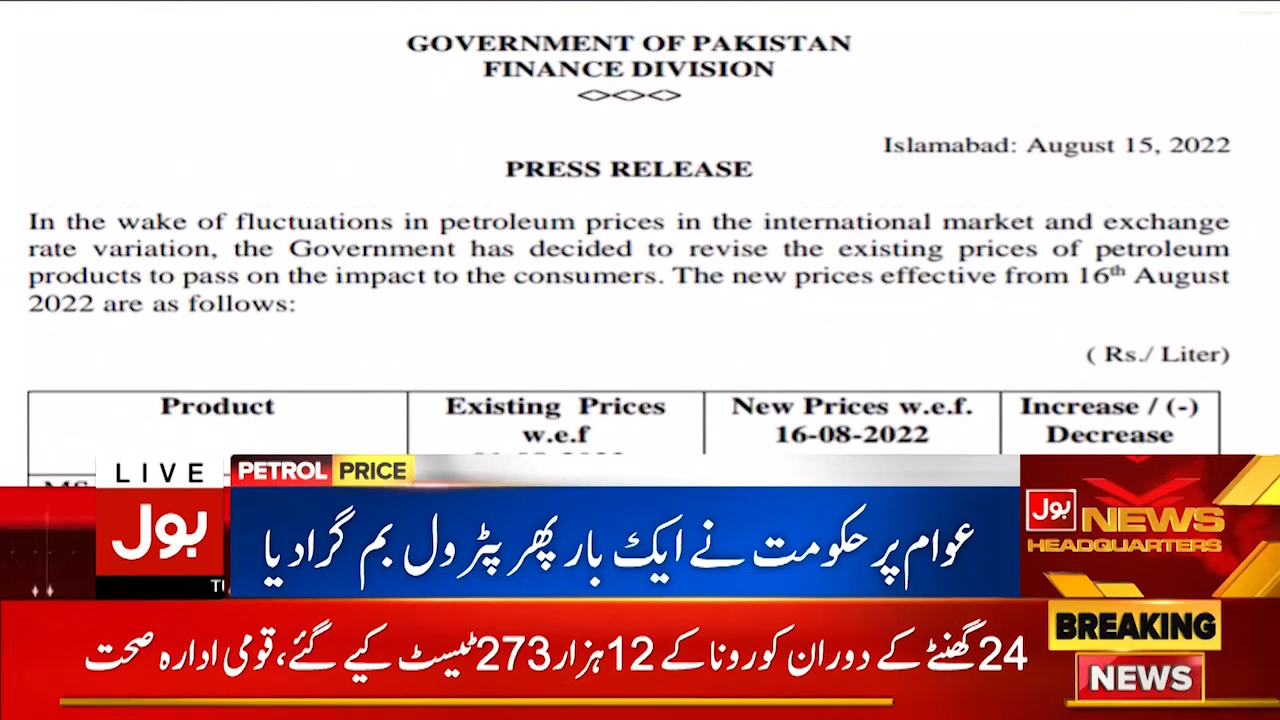 GOVERNMENT OF PAKISTAN
FINANCE DIVISION
Islamabad: August 15, 2022
PRESS RELEASE
In the wake of fluctuations in petroleum prices in the international market and exchange
rate variation, the Government has decided to revise the existing prices of petroleum
products to pass on the impact to the consumers. The new prices effective from 16th August
2022 are as follows:
( Rs./ Liter)
Product
Existing Prices
w.e.f
New Prices w.e.f.
16-08-2022
Increase / (-)
Decrease
LIVE
PETROL PRICE
بول
عوام پر حکومت نے ایک بار پھر پٹرول بم گرا دیا
بول NEWS
HEADQUARTERS
24 گھنٹے کے دوران کورونا کے 12 ہزار 273 ٹیسٹ کیے گئے، قومی ادارہ صحت
BREAKING
NEWS